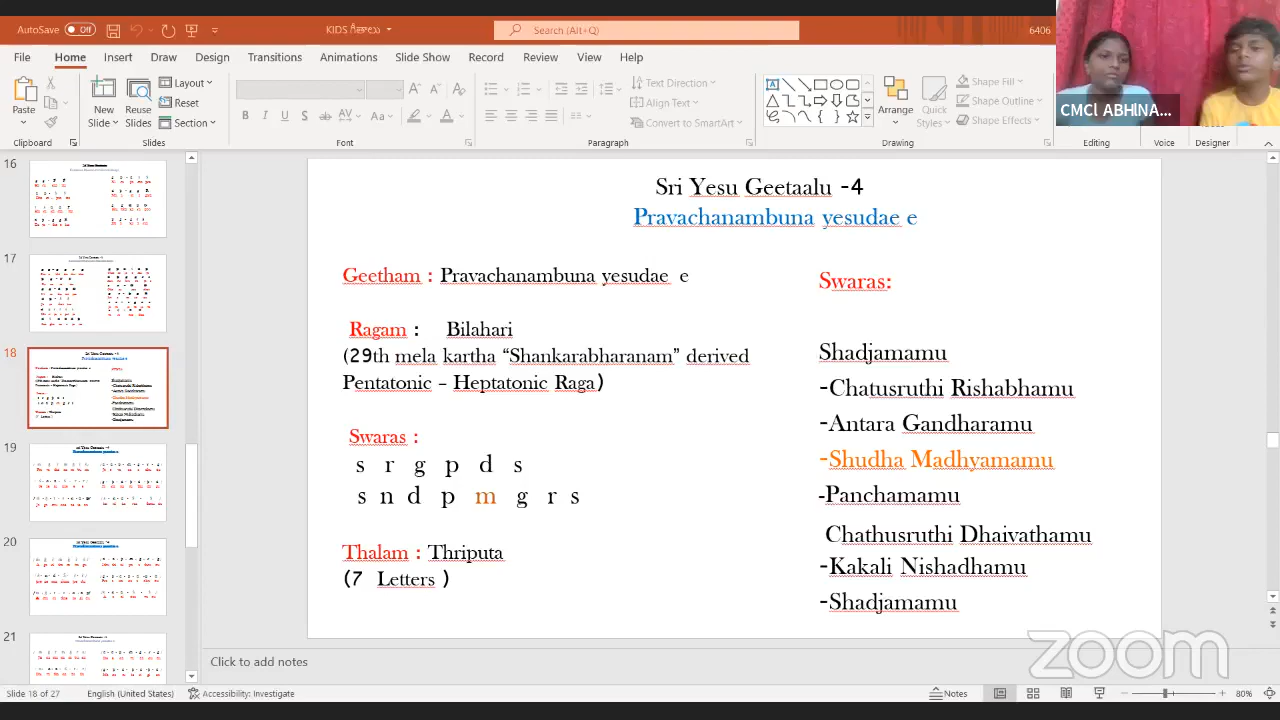 AutoSave Off
KIDS గీతాలు
Search (Alt+Q)
6406
File Home Insert Draw Design Transitions Animations Slide Show Record Review View Help
Paste
New Slide
Reuse Slides
Layout
Reset
Section
Text Direction
Align Text
Convert to SmartArt
Arrange
Quick Styles
Shape Fill
Shape Outline
Shape Effects
Clipboard Slides Font Paragraph Drawing Editing Voice Designer
CMCl ABHINA...
16
17
18
19
20
21
Sri Yesu Geetaalu -4
Pravachanambuna yesudae e
Geetham : Pravachanambuna yesudae e
Ragam : Bilahari
(29th mela kartha “Shankarabharanam” derived
Pentatonic – Heptatonic Raga)
Swaras :
s r g p d s
s n d p m g r s
Thalam : Thriputa
(7 Letters )
Swaras:
Shadjamamu
-Chatusruthi Rishabhamu
-Antara Gandharamu
-Shudha Madhyamamu
-Panchamamu
Chathusruthi Dhaivathamu
-Kakali Nishadhamu
-Shadjamamu
Click to add notes
zoom
Slide 18 of 27 English (United States) Accessibility: Investigate Notes 80%